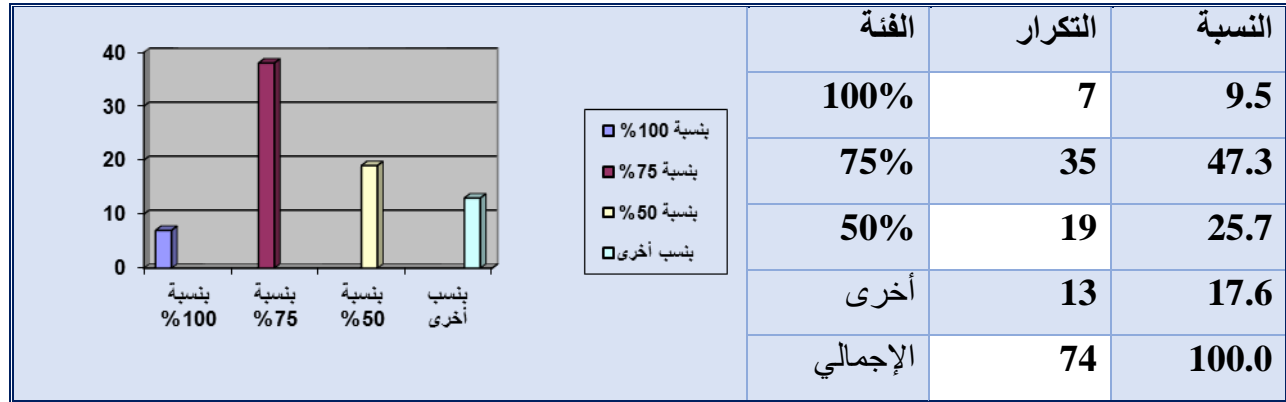 الفئة التكرار النسبة
100% 7 9.5
75% 35 47.3
50% 19 25.7
أخرى 13 17.6
الإجمالي 74 100.0
40
30
20
10
0
بنسبة 100%
بنسبة 75%
بنسبة 50%
بنسب أخرى
بنسبة 100%
بنسبة 75%
بنسبة 50%
بنسب أخرى